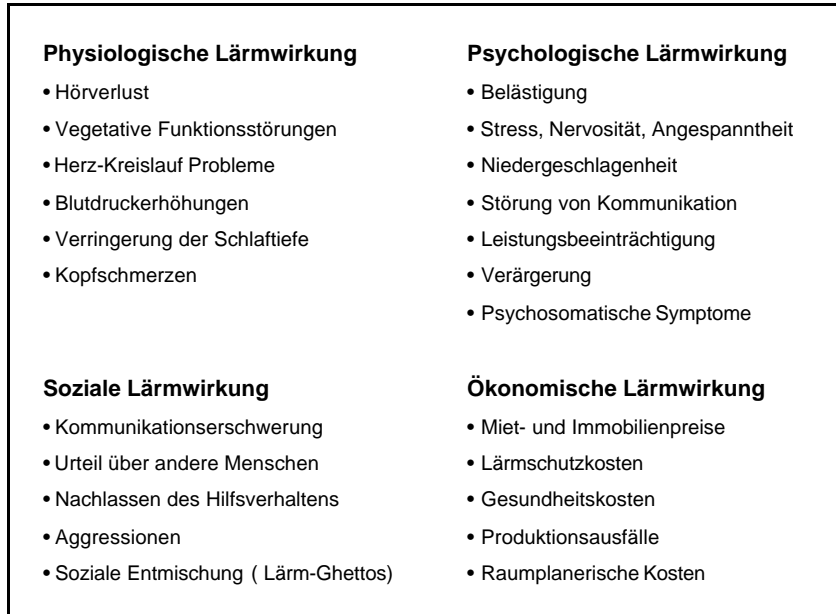 Physiologische Lärmwirkung
• Hörverlust
• Vegetative Funktionsstörungen
• Herz-Kreislauf Probleme
• Blutdruckerhöhungen
• Verringerung der Schlaftiefe
• Kopfschmerzen
Psychologische Lärmwirkung
• Belästigung
• Stress, Nervosität, Angespanntheit
• Niedergeschlagenheit
• Störung von Kommunikation
• Leistungsbeeinträchtigung
• Verärgerung
• Psychosomatische Symptome
Soziale Lärmwirkung
• Kommunikationserschwerung
• Urteil über andere Menschen
• Nachlassen des Hilfsverhaltens
• Aggressionen
• Soziale Entmischung ( Lärm-Ghettos)
Ökonomische Lärmwirkung
• Miet- und Immobilienpreise
• Lärmschutzkosten
• Gesundheitskosten
• Produktionsausfälle
• Raumplanerische Kosten